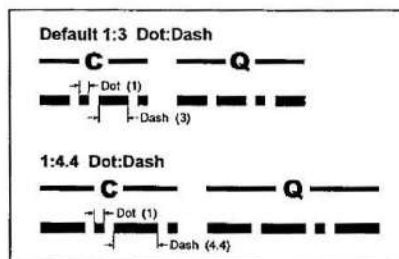 Default 1:3 Dot:Dash
C Q
Dot (1)
Dash (3)
1:4.4 Dot:Dash
C Q
Dot (1)
Dash (4.4)